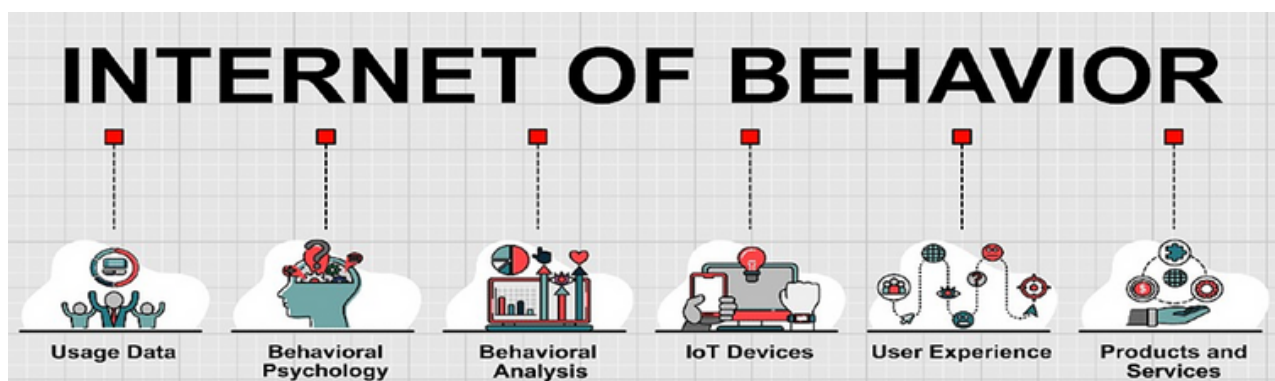 INTERNET OF BEHAVIOR
Usage Data
Behavioral
Psychology
Behavioral
Analysis
IoT Devices
User Experience
Products and
Services